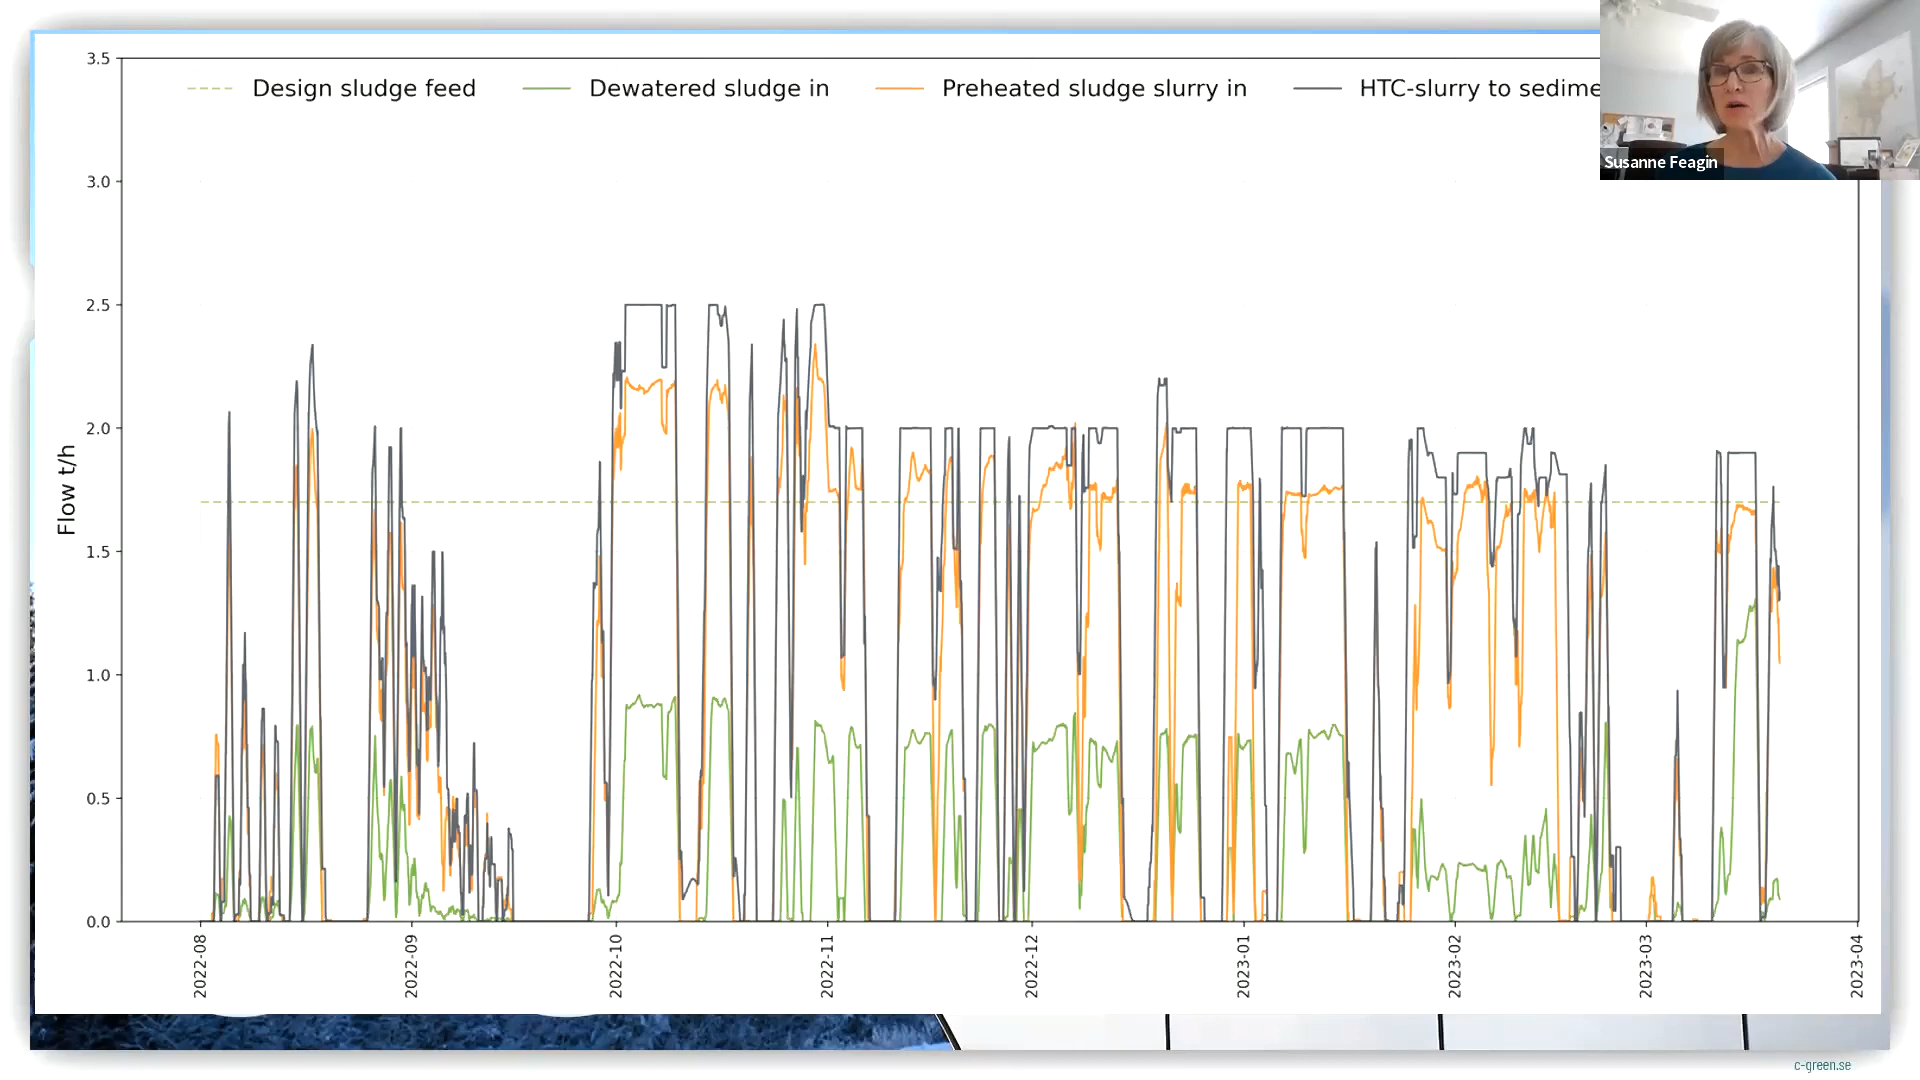 Design sludge feed
Dewatered sludge in
Preheated sludge slurry in
HTC-slurry to sedime
Susanne Feagin
Flow t/h
3.5
3.0
2.5
2.0
1.5
1.0
0.5
0.0
2022-08
2022-09
2022-10
2022-11
2022-12
2023-01
2023-02
2023-03
2023-04
c-green.se